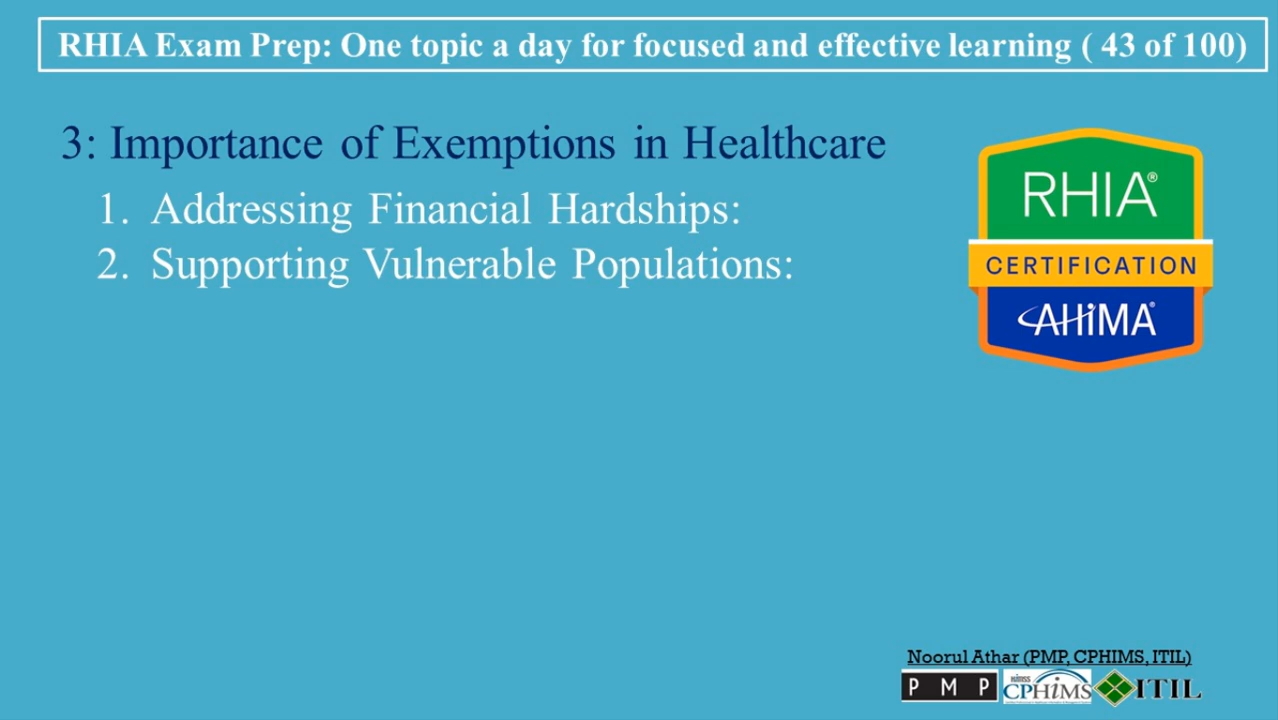 RHIA Exam Prep: One topic a day for focused and effective learning ( 43 of 100)
3: Importance of Exemptions in Healthcare
1. Addressing Financial Hardships:
2. Supporting Vulnerable Populations:
RHIA®
CERTIFICATION
AHiMA®
Noorul Athar (PMP, CPHIMS, ITIL)
P M P
HIMSS
CPHiMS
ITIL